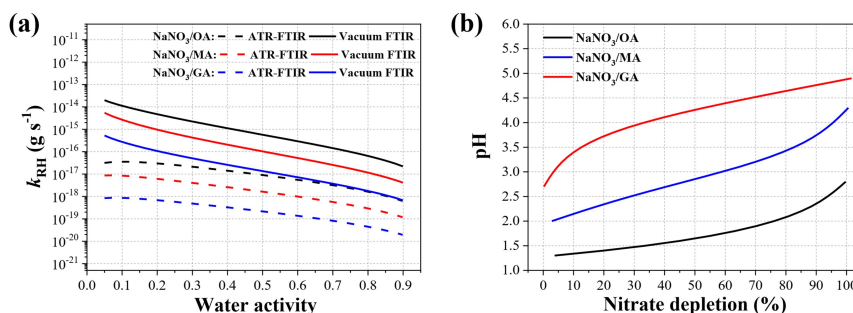 (a)
NaNO3/OA: ATR-FTIR Vacuum FTIR
NaNO3/MA: ATR-FTIR Vacuum FTIR
NaNO3/GA: ATR-FTIR Vacuum FTIR
kRH (g s-1)
10-11
10-12
10-13
10-14
10-15
10-16
10-17
10-18
10-19
10-20
10-21
0.0 0.1 0.2 0.3 0.4 0.5 0.6 0.7 0.8 0.9
Water activity
(b)
NaNO3/OA
NaNO3/MA
NaNO3/GA
pH
6.0
5.5
5.0
4.5
4.0
3.5
3.0
2.5
2.0
1.5
1.0
0 10 20 30 40 50 60 70 80 90 100
Nitrate depletion (%)